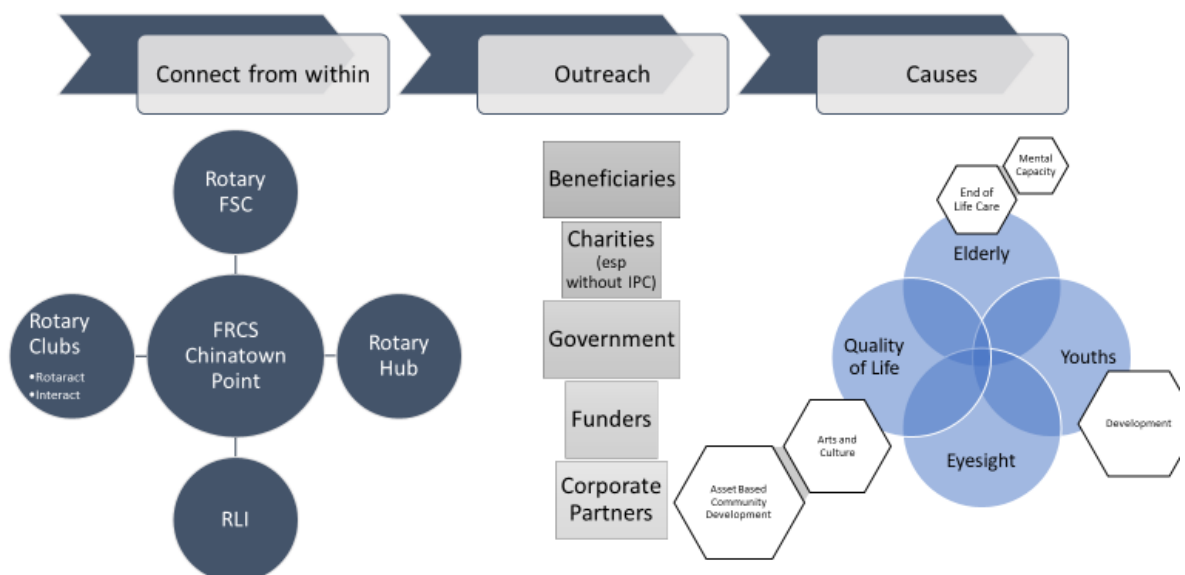 Connect from within
Outreach
Causes
Rotary
FSC
Rotary
Clubs
•Rotaract
•Interact
FRCS
Chinatown
Point
Rotary
Hub
RLI
Beneficiaries
Charities
(esp
without IPC)
Government
Funders
Corporate
Partners
Mental
Capacity
End of
Life Care
Elderly
Quality
of Life
Youths
Eyesight
Development
Arts and
Culture
Asset Based
Community
Development